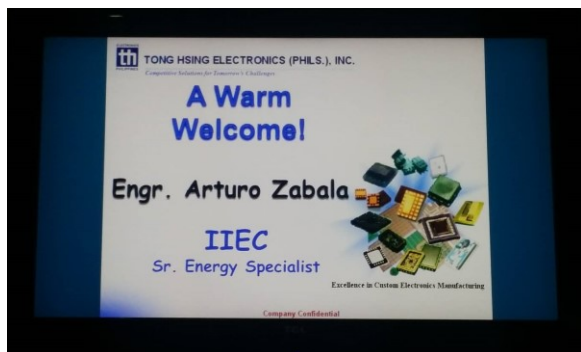 TONG HSING ELECTRONICS (PHILS.), INC.
Competitive Solutions for Tomorrow's Challenges
A Warm
Welcome!
Engr. Arturo Zabala
IIEC
Sr. Energy Specialist
Excellence in Custom Electronics Manufacturing
Company Confidential